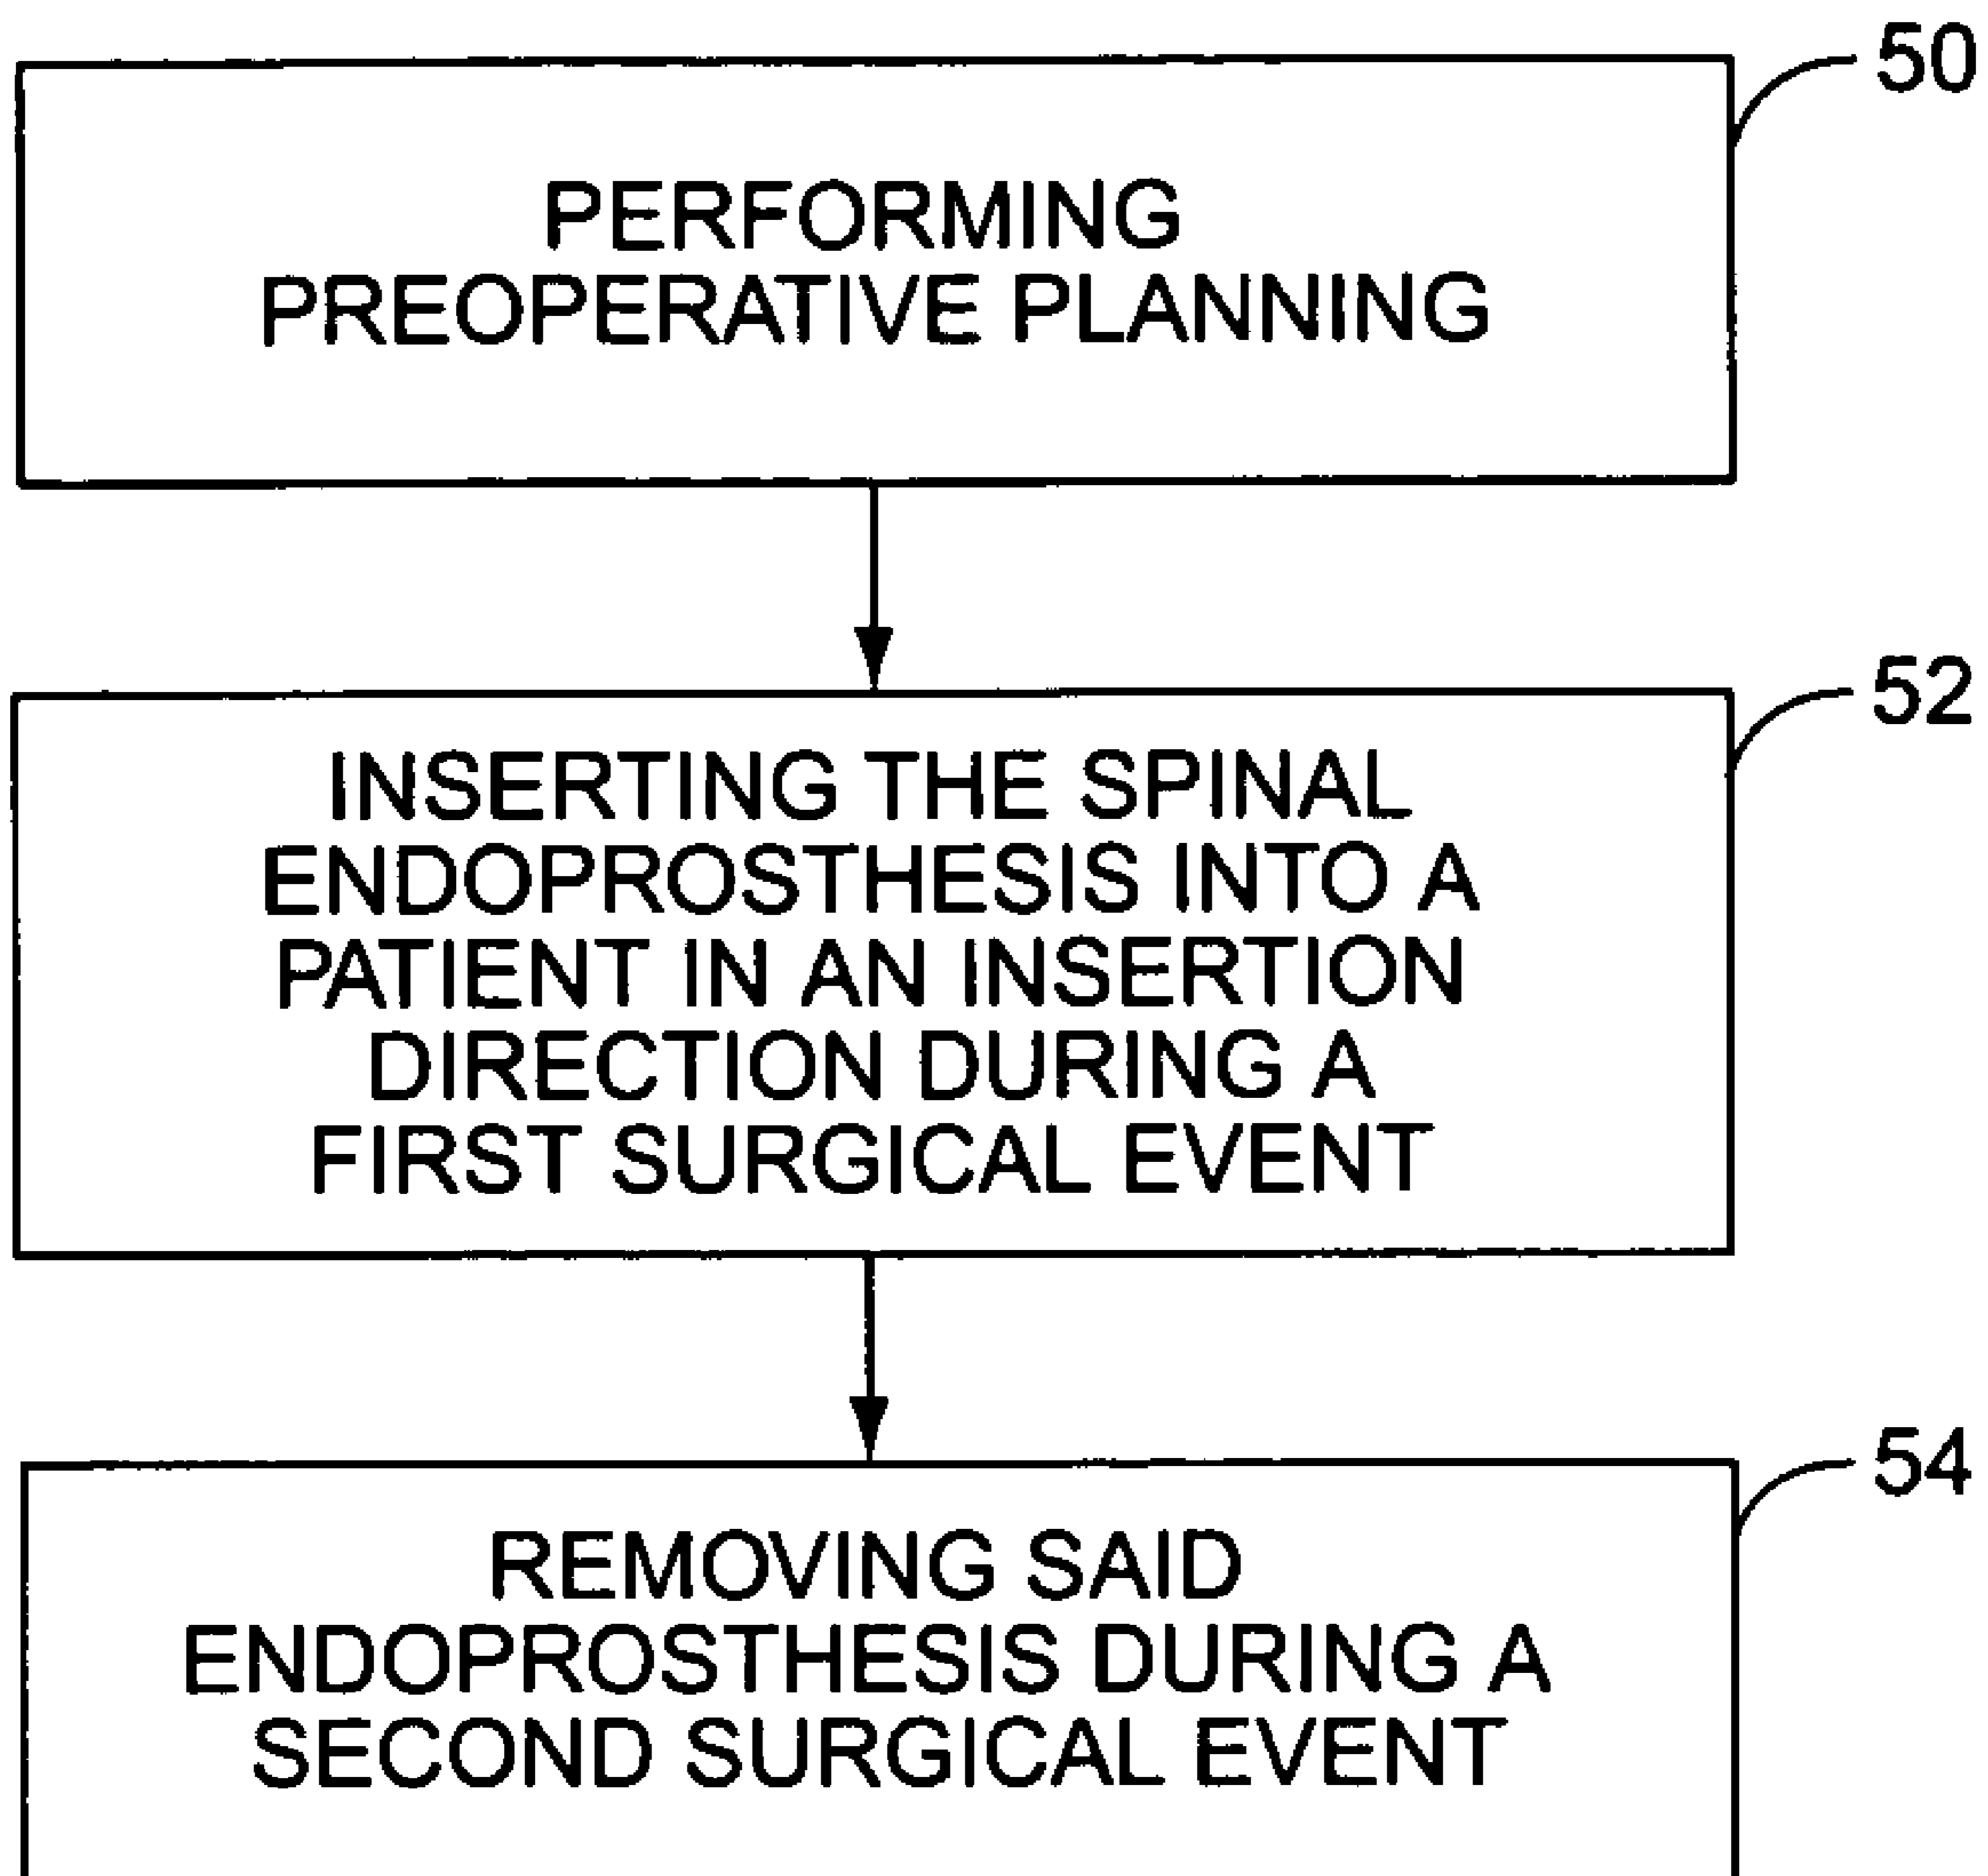 50
PERFORMING
PREOPERATIVE PLANNING
52
INSERTING THE SPINAL
ENDOPROSTHESIS INTO A
PATIENT IN AN INSERTION
DIRECTION DURING A
FIRST SURGICAL EVENT
54
REMOVING SAID
ENDOPROSTHESIS DURING A
SECOND SURGICAL EVENT